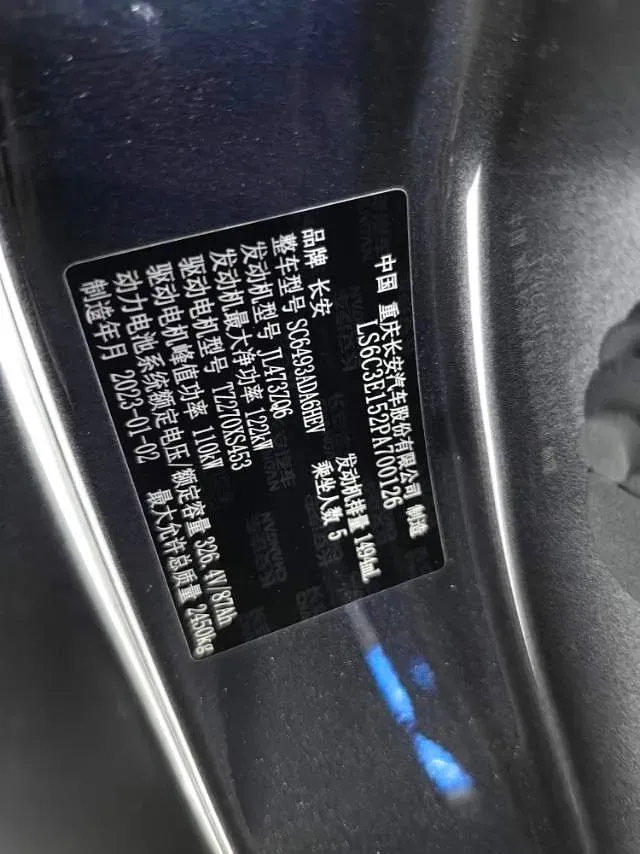 中国 重庆长安汽车股份有限公司 制造
LS6C3E152PA700126
品牌 长安
整车型号 SC6493ADA6HEV
发动机型号 JL473ZQ6 发动机排量 1494mL
发动机最大净功率 122kW 乘坐人数 5
驱动电机型号 TZ270XS453
驱动电机峰值功率 110kW
动力电池系统额定电压/额定容量 326.4V 87Ah
制造年月 2023-01-02 最大允许总质量 2450kg